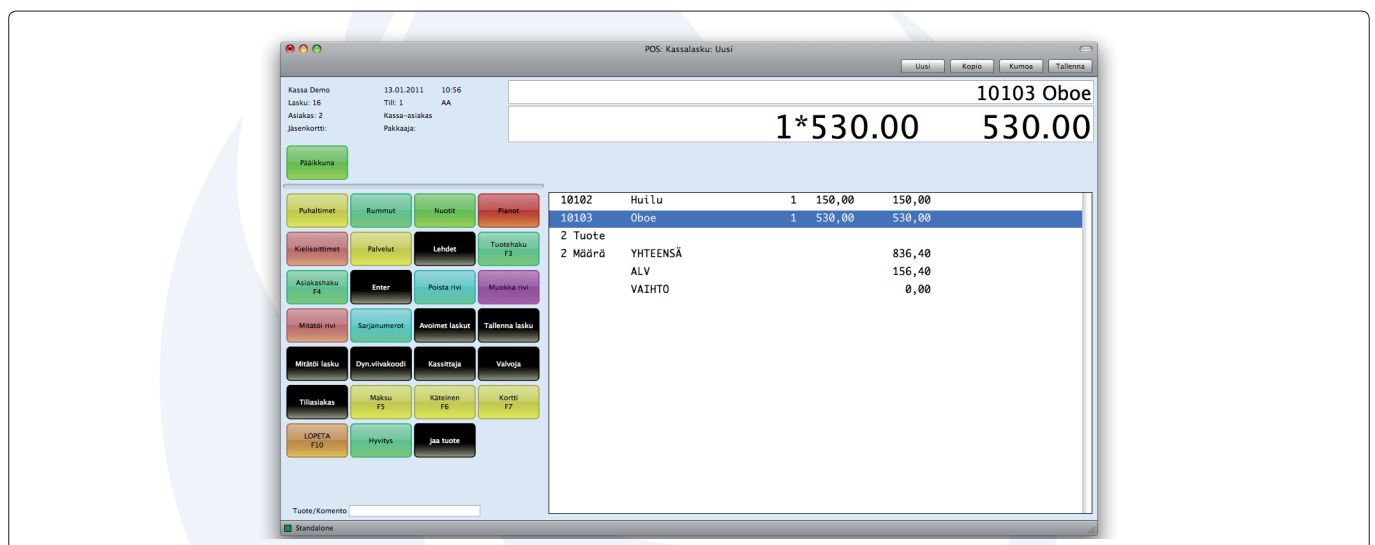 POS: Kassalasku: Uusi
Uusi Kopio Kumoa Tallenna
Kassa Demo 13.01.2011 10:56
Lasku: 16 Till: 1 AA
Asiakas: 2 Kassa-asiakas
Jäsenkortti: Pakkaaja:
10103 Oboe
1*530.00 530.00
Pääikkuna
Puhaltimet Rummut Nuotit Pianot
Kielisoittimet Palvelut Lehdet Tuotehaku F3
Asiakashaku F4 Enter Poista rivi Muokka rivi
Mitätöi rivi Sarjanumerot Avoimet laskut Tallenna lasku
Mitätöi lasku Dyn.viivakoodi Kassittaja Valvoja
Tiliasiakas Maksu F5 Käteinen F6 Kortti F7
LOPETA F10 Hyvitys jaa tuote
10102 Huilu 1 150,00 150,00
10103 Oboe 1 530,00 530,00
2 Tuote
2 Määrä YHTEENSÄ 836,40
ALV 156,40
VAIHTO 0,00
Tuote/Komento
Standalone